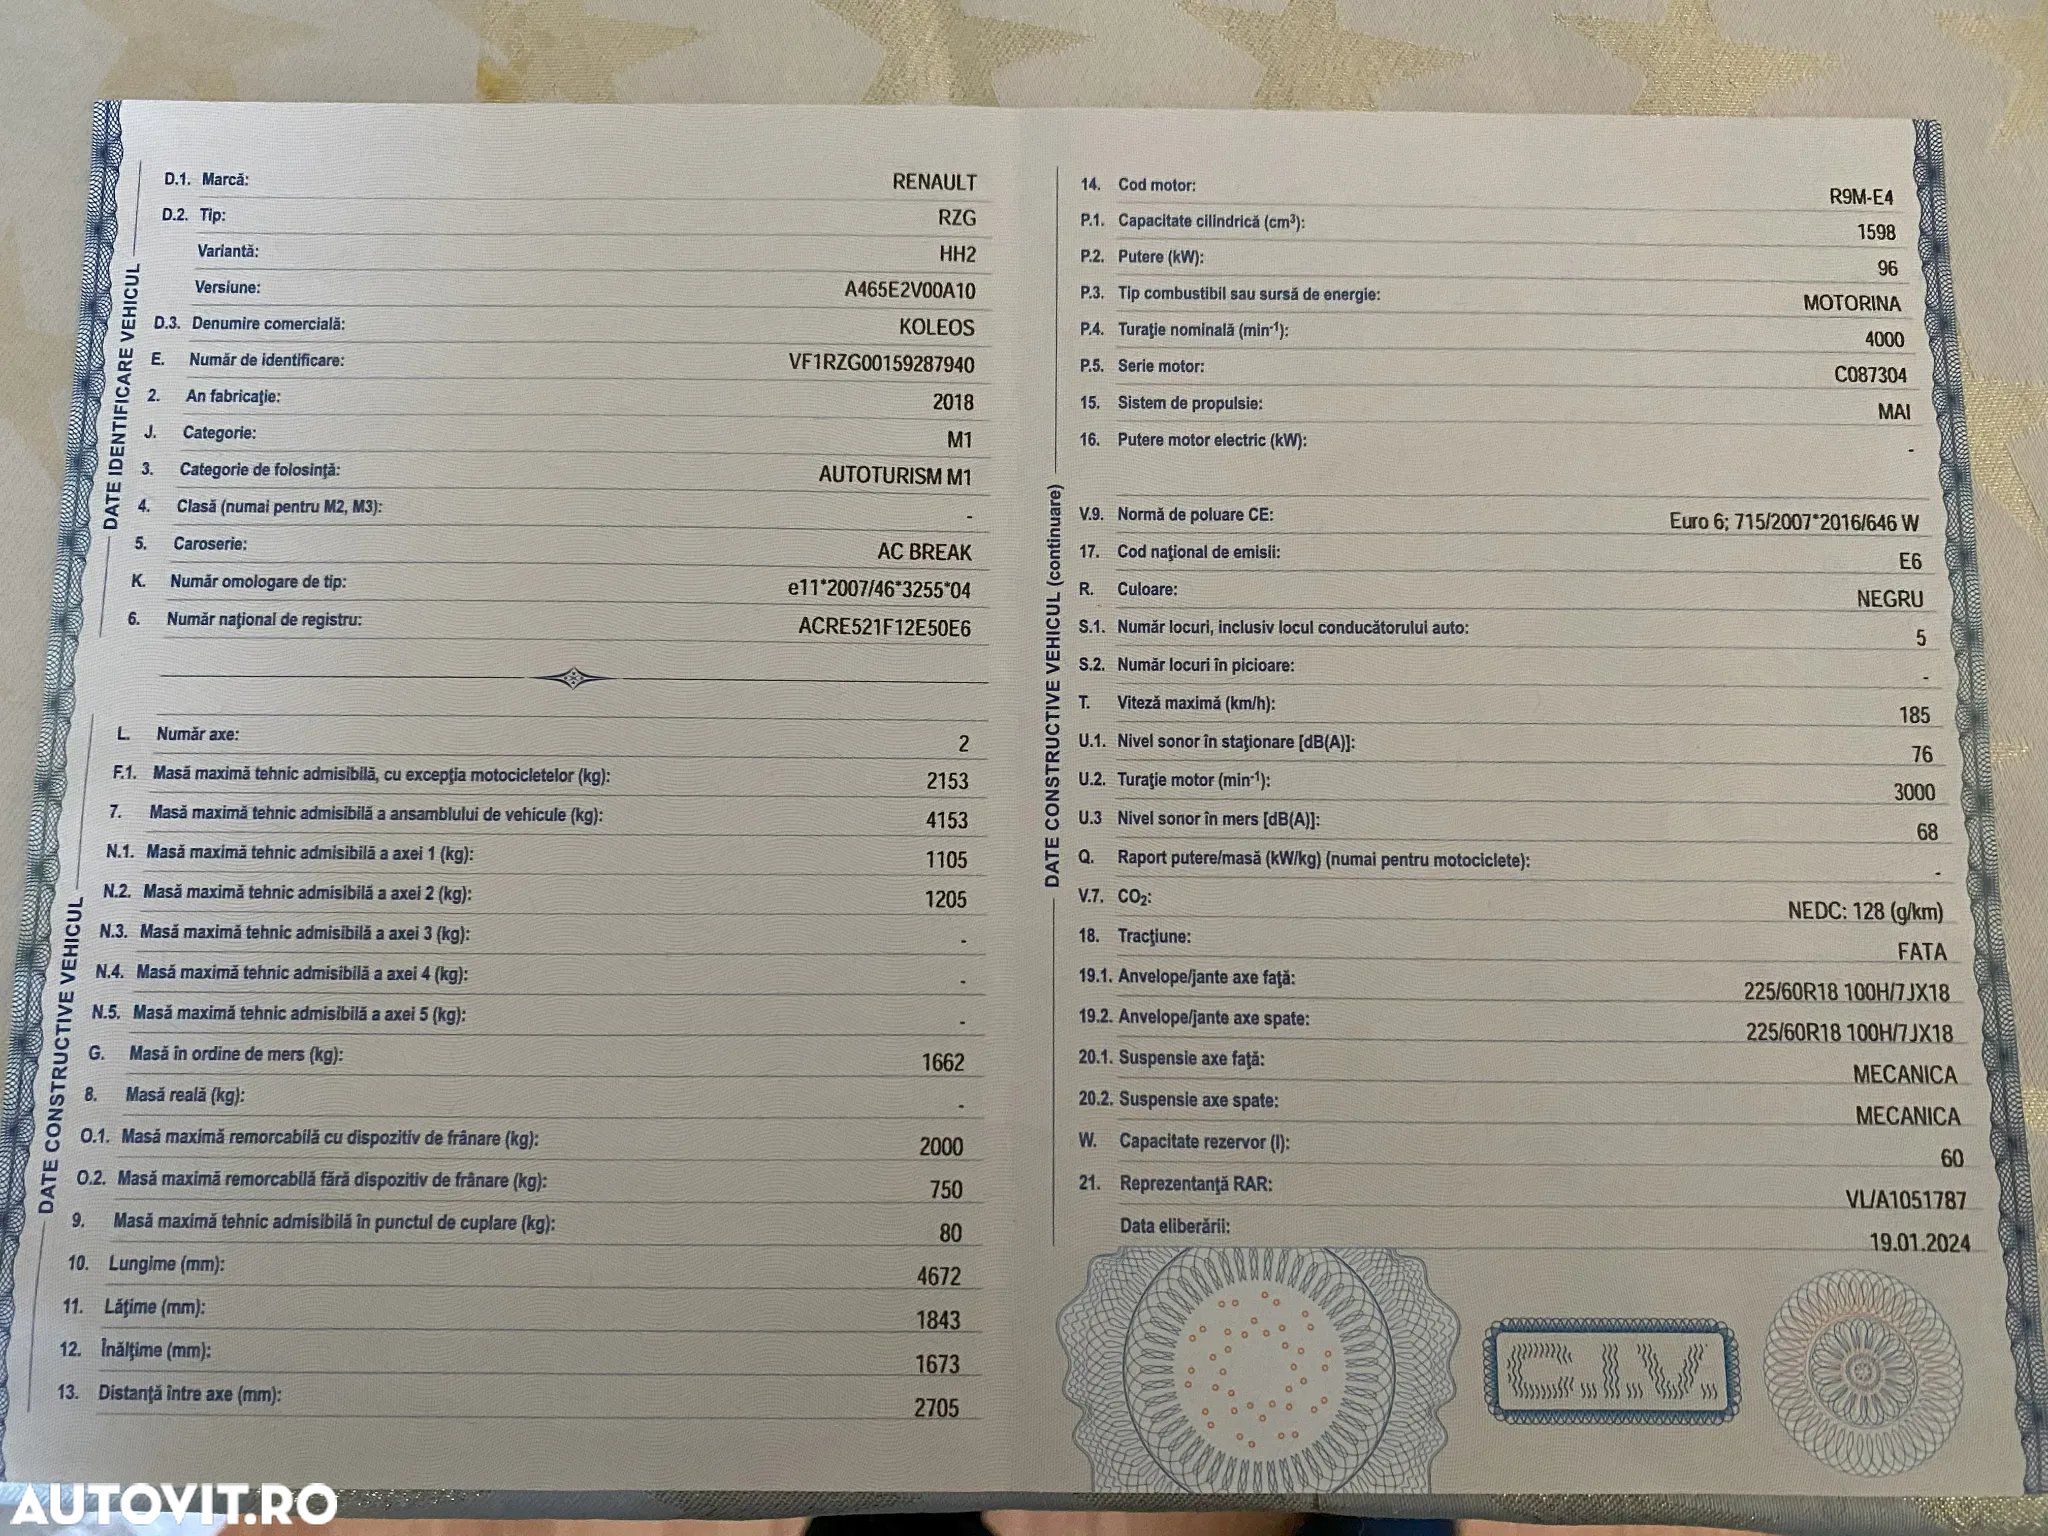 DATE IDENTIFICARE VEHICUL
D.1. Marcă: RENAULT
D.2. Tip: RZG
Variantă: HH2
Versiune: A465E2V00A10
D.3. Denumire comercială: KOLEOS
E. Număr de identificare: VF1RZG00159287940
2. An fabricaţie: 2018
J. Categorie: M1
3. Categorie de folosinţă: AUTOTURISM M1
4. Clasă (numai pentru M2, M3): -
5. Caroserie: AC BREAK
K. Număr omologare de tip: e11*2007/46*3255*04
6. Număr naţional de registru: ACRE521F12E50E6
DATE CONSTRUCTIVE VEHICUL
L. Număr axe: 2
F.1. Masă maximă tehnic admisibilă, cu excepţia motocicletelor (kg): 2153
7. Masă maximă tehnic admisibilă a ansamblului de vehicule (kg): 4153
N.1. Masă maximă tehnic admisibilă a axei 1 (kg): 1105
N.2. Masă maximă tehnic admisibilă a axei 2 (kg): 1205
N.3. Masă maximă tehnic admisibilă a axei 3 (kg): -
N.4. Masă maximă tehnic admisibilă a axei 4 (kg): -
N.5. Masă maximă tehnic admisibilă a axei 5 (kg): -
G. Masă în ordine de mers (kg): 1662
8. Masă reală (kg): -
O.1. Masă maximă remorcabilă cu dispozitiv de frânare (kg): 2000
O.2. Masă maximă remorcabilă fără dispozitiv de frânare (kg): 750
9. Masă maximă tehnic admisibilă în punctul de cuplare (kg): 80
10. Lungime (mm): 4672
11. Lăţime (mm): 1843
12. Înălţime (mm): 1673
13. Distanţă între axe (mm): 2705
DATE CONSTRUCTIVE VEHICUL (continuare)
14. Cod motor: R9M-E4
P.1. Capacitate cilindrică (cm³): 1598
P.2. Putere (kW): 96
P.3. Tip combustibil sau sursă de energie: MOTORINA
P.4. Turaţie nominală (min⁻¹): 4000
P.5. Serie motor: C087304
15. Sistem de propulsie: MAI
16. Putere motor electric (kW): -
V.9. Normă de poluare CE: Euro 6; 715/2007*2016/646 W
17. Cod naţional de emisii: E6
R. Culoare: NEGRU
S.1. Număr locuri, inclusiv locul conducătorului auto: 5
S.2. Număr locuri în picioare: -
T. Viteză maximă (km/h): 185
U.1. Nivel sonor în staţionare [dB(A)]: 76
U.2. Turaţie motor (min⁻¹): 3000
U.3 Nivel sonor în mers [dB(A)]: 68
Q. Raport putere/masă (kW/kg) (numai pentru motociclete): -
V.7. CO₂: NEDC: 128 (g/km)
18. Tracţiune: FATA
19.1. Anvelope/jante axe faţă: 225/60R18 100H/7JX18
19.2. Anvelope/jante axe spate: 225/60R18 100H/7JX18
20.1. Suspensie axe faţă: MECANICA
20.2. Suspensie axe spate: MECANICA
W. Capacitate rezervor (l): 60
21. Reprezentanţă RAR: VL/A1051787
Data eliberării: 19.01.2024
C.I.V.
AUTOVIT.RO